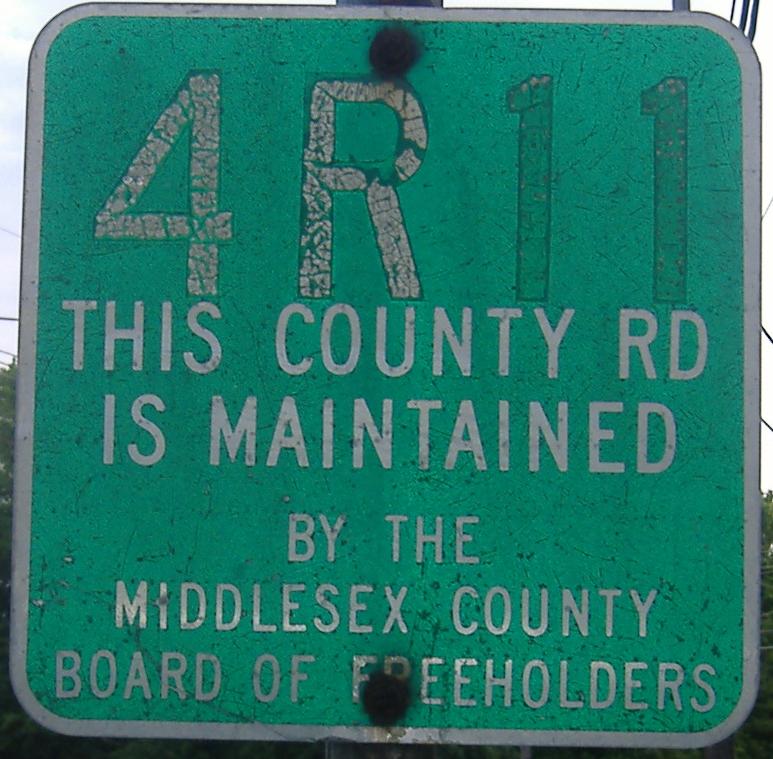 4R11
THIS COUNTY RD
IS MAINTAINED
BY THE
MIDDLESEX COUNTY
BOARD OF FREEHOLDERS